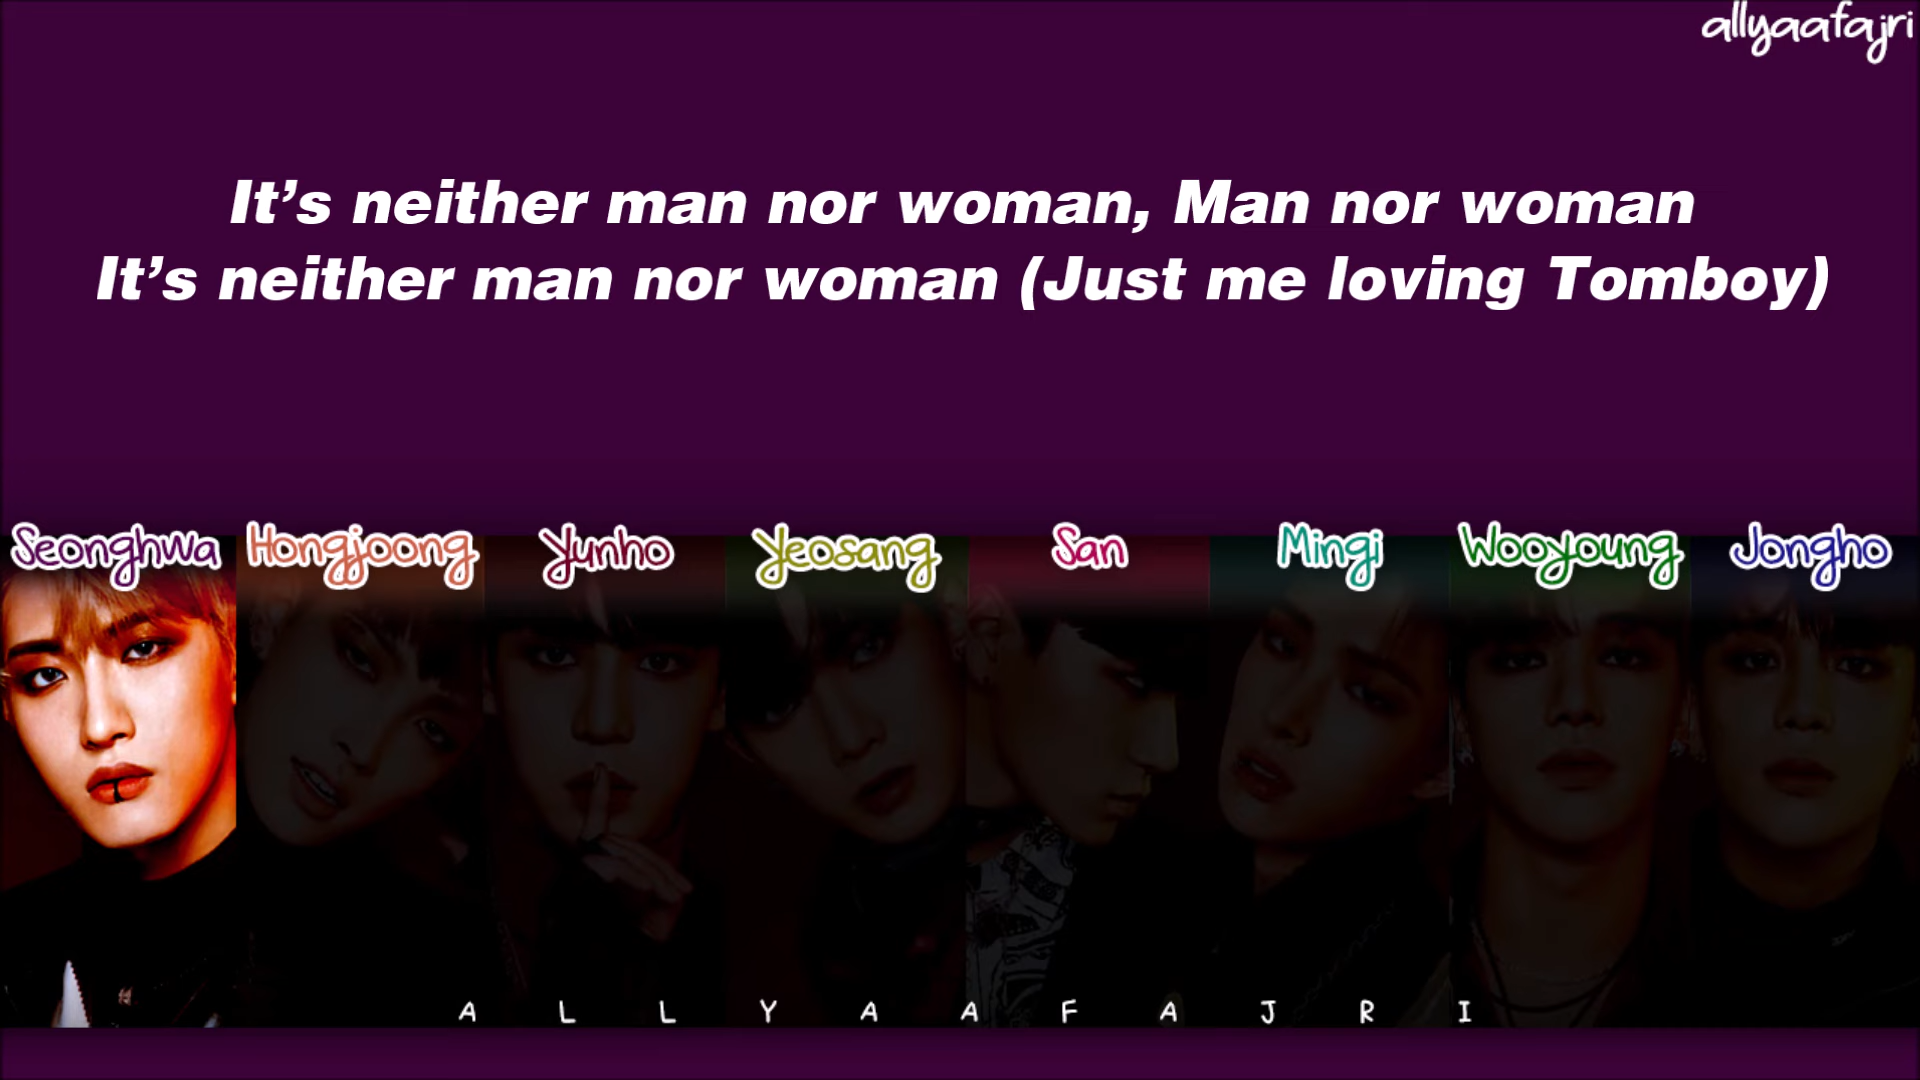 allyaafajri
It’s neither man nor woman, Man nor woman
It’s neither man nor woman (Just me loving Tomboy)
Seonghwa Hongjoong Yunho Yeosang San Mingi Wooyoung Jongho
A L L Y A A F A J R I